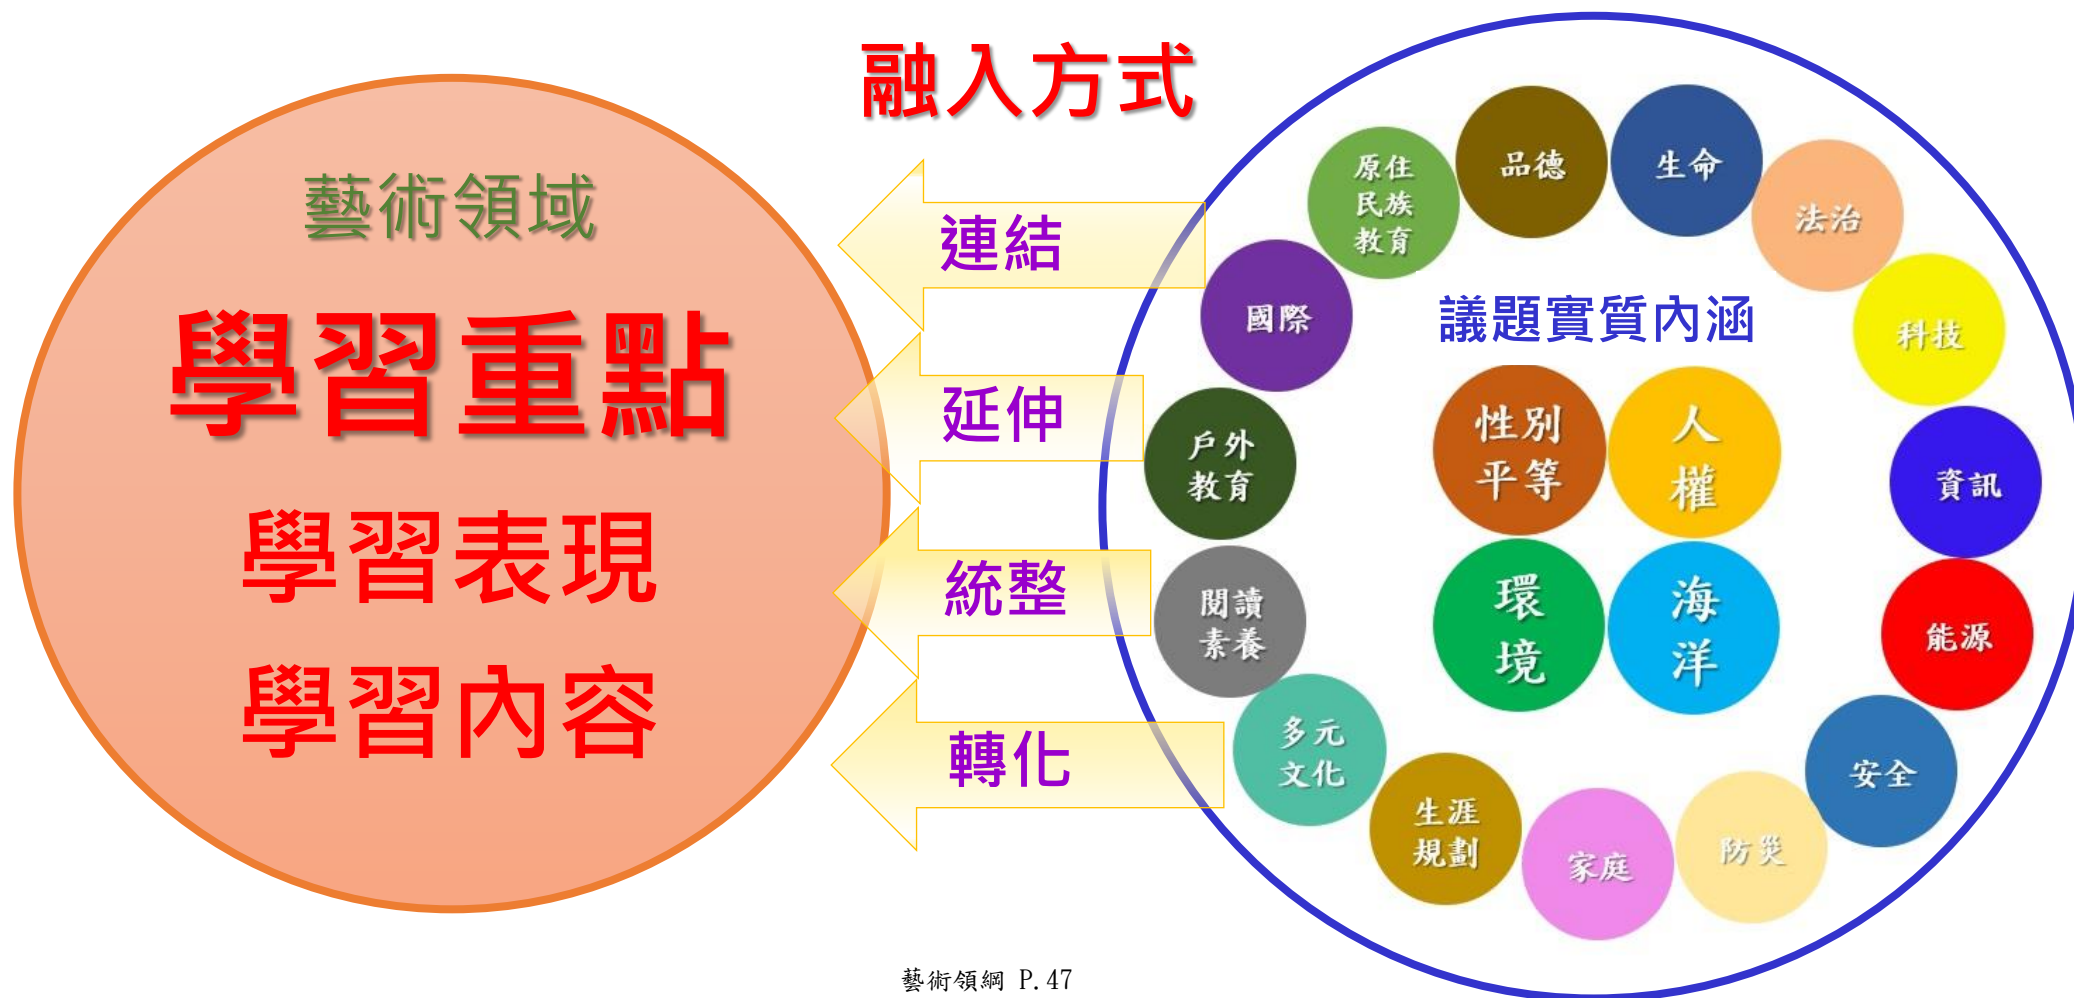 融入方式
藝術領域
學習重點
學習表現
學習內容
連結
延伸
統整
轉化
議題實質內涵
性別
平等
人
權
環
境
海
洋
品德
生命
法治
科技
資訊
能源
安全
防災
家庭
生涯
規劃
多元
文化
閱讀
素養
戶外
教育
國際
原住
民族
教育
藝術領綱 P.47